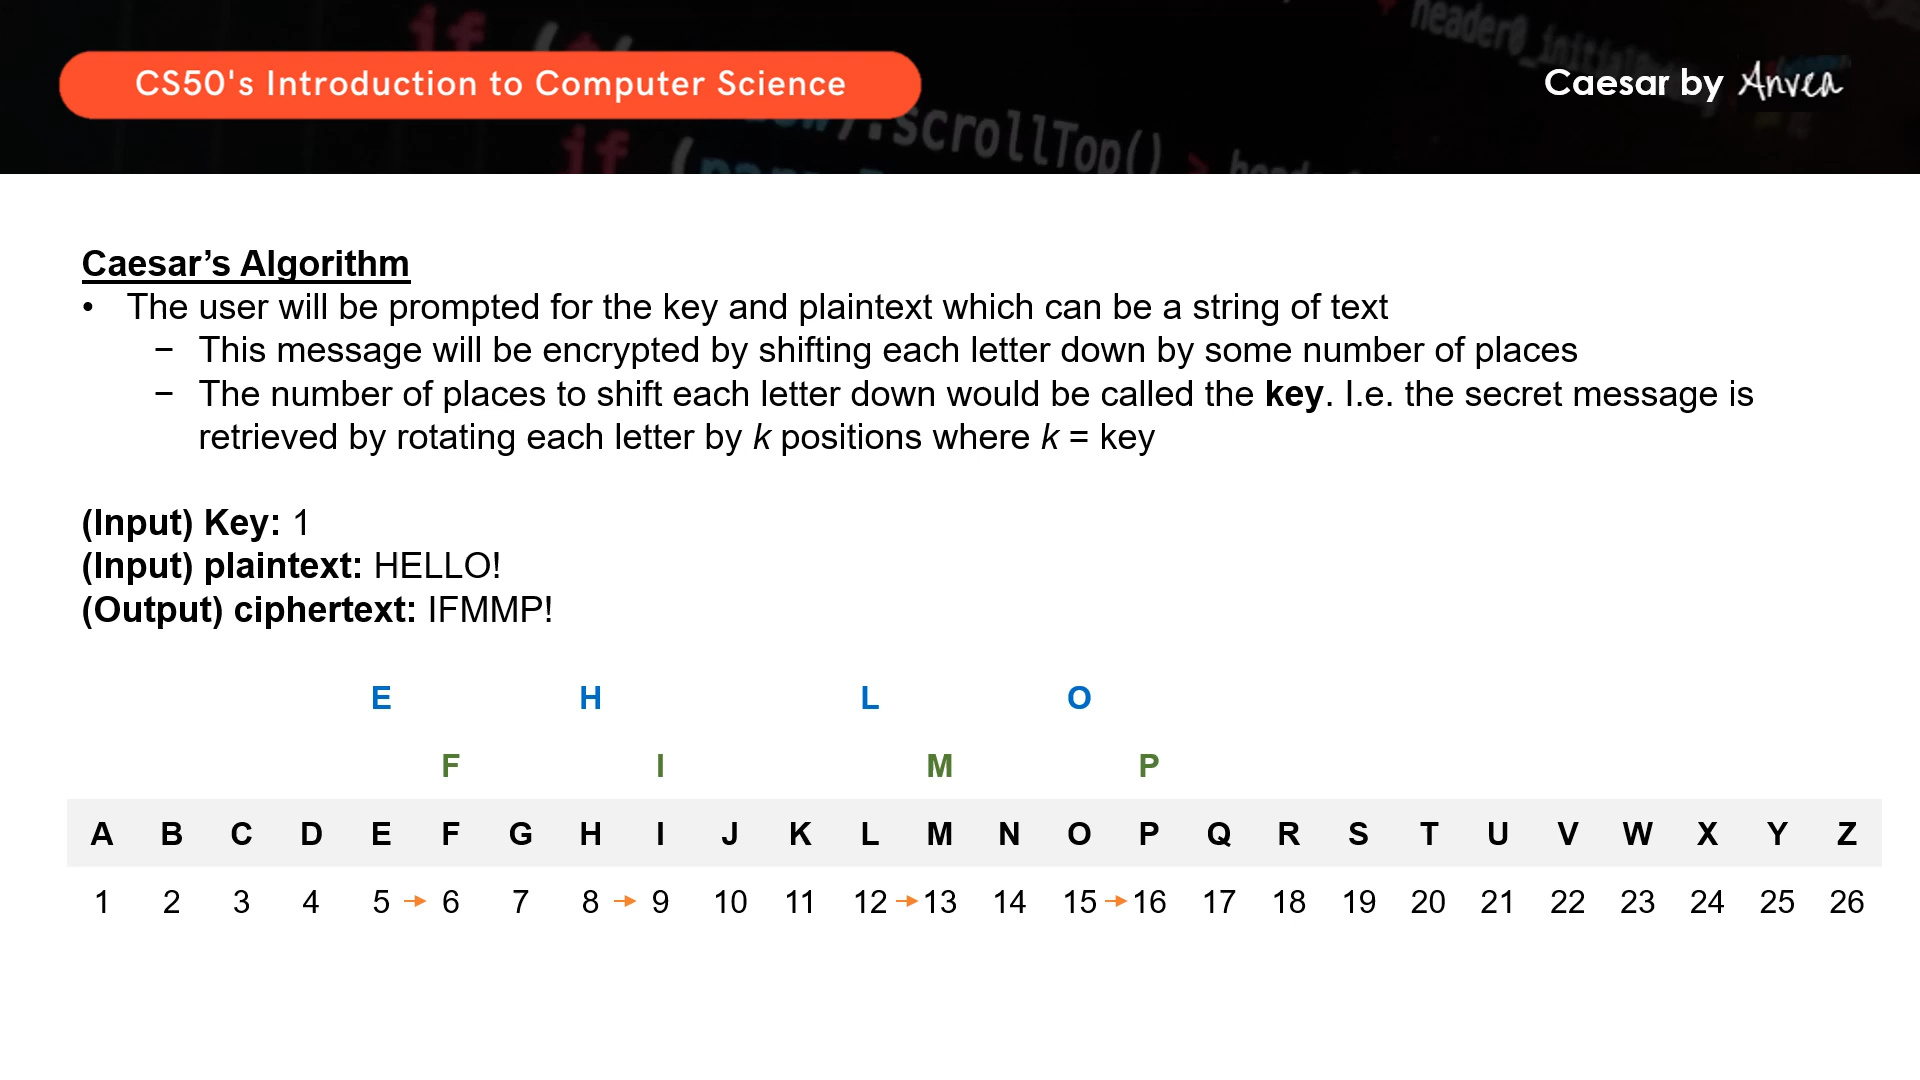 if (
header0_initial
CS50's Introduction to Computer Science
Caesar by Anvea
.scrollTop() >
if (
Caesar’s Algorithm
• The user will be prompted for the key and plaintext which can be a string of text
− This message will be encrypted by shifting each letter down by some number of places
− The number of places to shift each letter down would be called the key. I.e. the secret message is
retrieved by rotating each letter by k positions where k = key
(Input) Key: 1
(Input) plaintext: HELLO!
(Output) ciphertext: IFMMP!
E H L O
F I M P
A B C D E F G H I J K L M N O P Q R S T U V W X Y Z
1 2 3 4 5 → 6 7 8 → 9 10 11 12 → 13 14 15 → 16 17 18 19 20 21 22 23 24 25 26